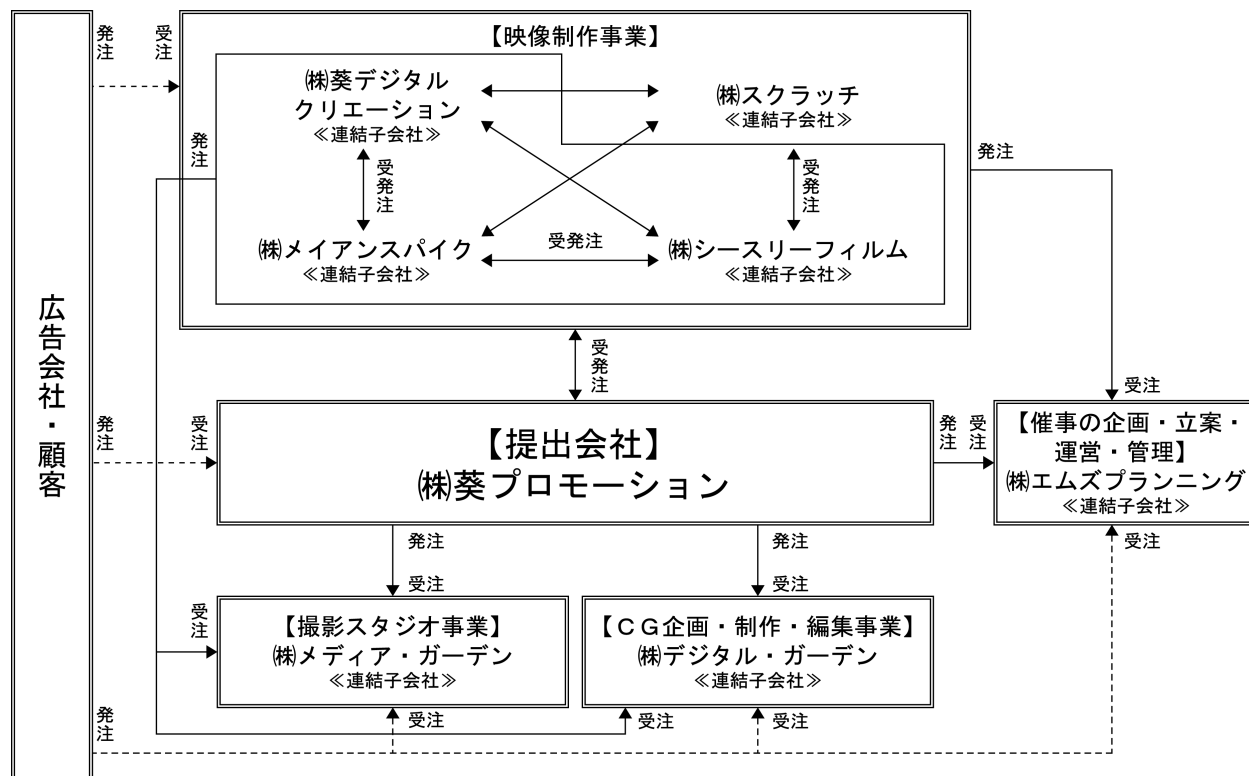 広告会社・顧客
発注
受注
【映像制作事業】
㈱葵デジタル
クリエーション
≪連結子会社≫
㈱スクラッチ
≪連結子会社≫
発注
受発注
受発注
発注
㈱メイアンスパイク
≪連結子会社≫
受発注
㈱シースリーフィルム
≪連結子会社≫
受発注
受注
発注
受注
【提出会社】
㈱葵プロモーション
発注
受注
【催事の企画・立案・
運営・管理】
㈱エムズプランニング
≪連結子会社≫
発注
発注
受注
受注
受注
受注
【撮影スタジオ事業】
㈱メディア・ガーデン
≪連結子会社≫
【ＣＧ企画・制作・編集事業】
㈱デジタル・ガーデン
≪連結子会社≫
発注
受注
受注
受注